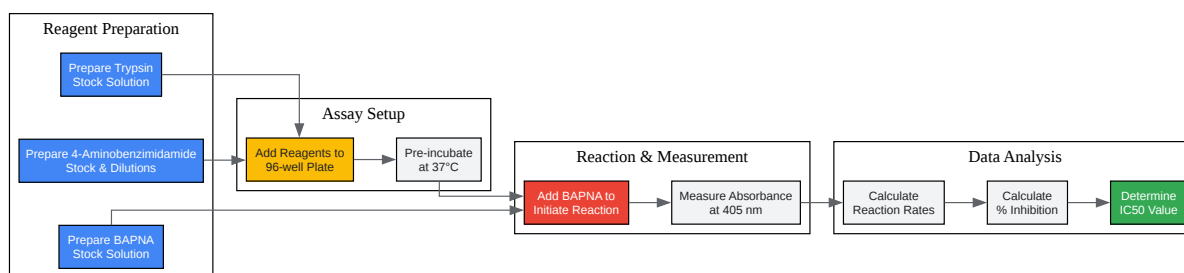 Reagent Preparation
Prepare Trypsin
Stock Solution
Prepare 4-Aminobenzimidamide
Stock & Dilutions
Prepare BAPNA
Stock Solution
Assay Setup
Add Reagents to
96-well Plate
Pre-incubate
at 37°C
Reaction & Measurement
Add BAPNA to
Initiate Reaction
Measure Absorbance
at 405 nm
Data Analysis
Calculate
Reaction Rates
Calculate
% Inhibition
Determine
IC50 Value